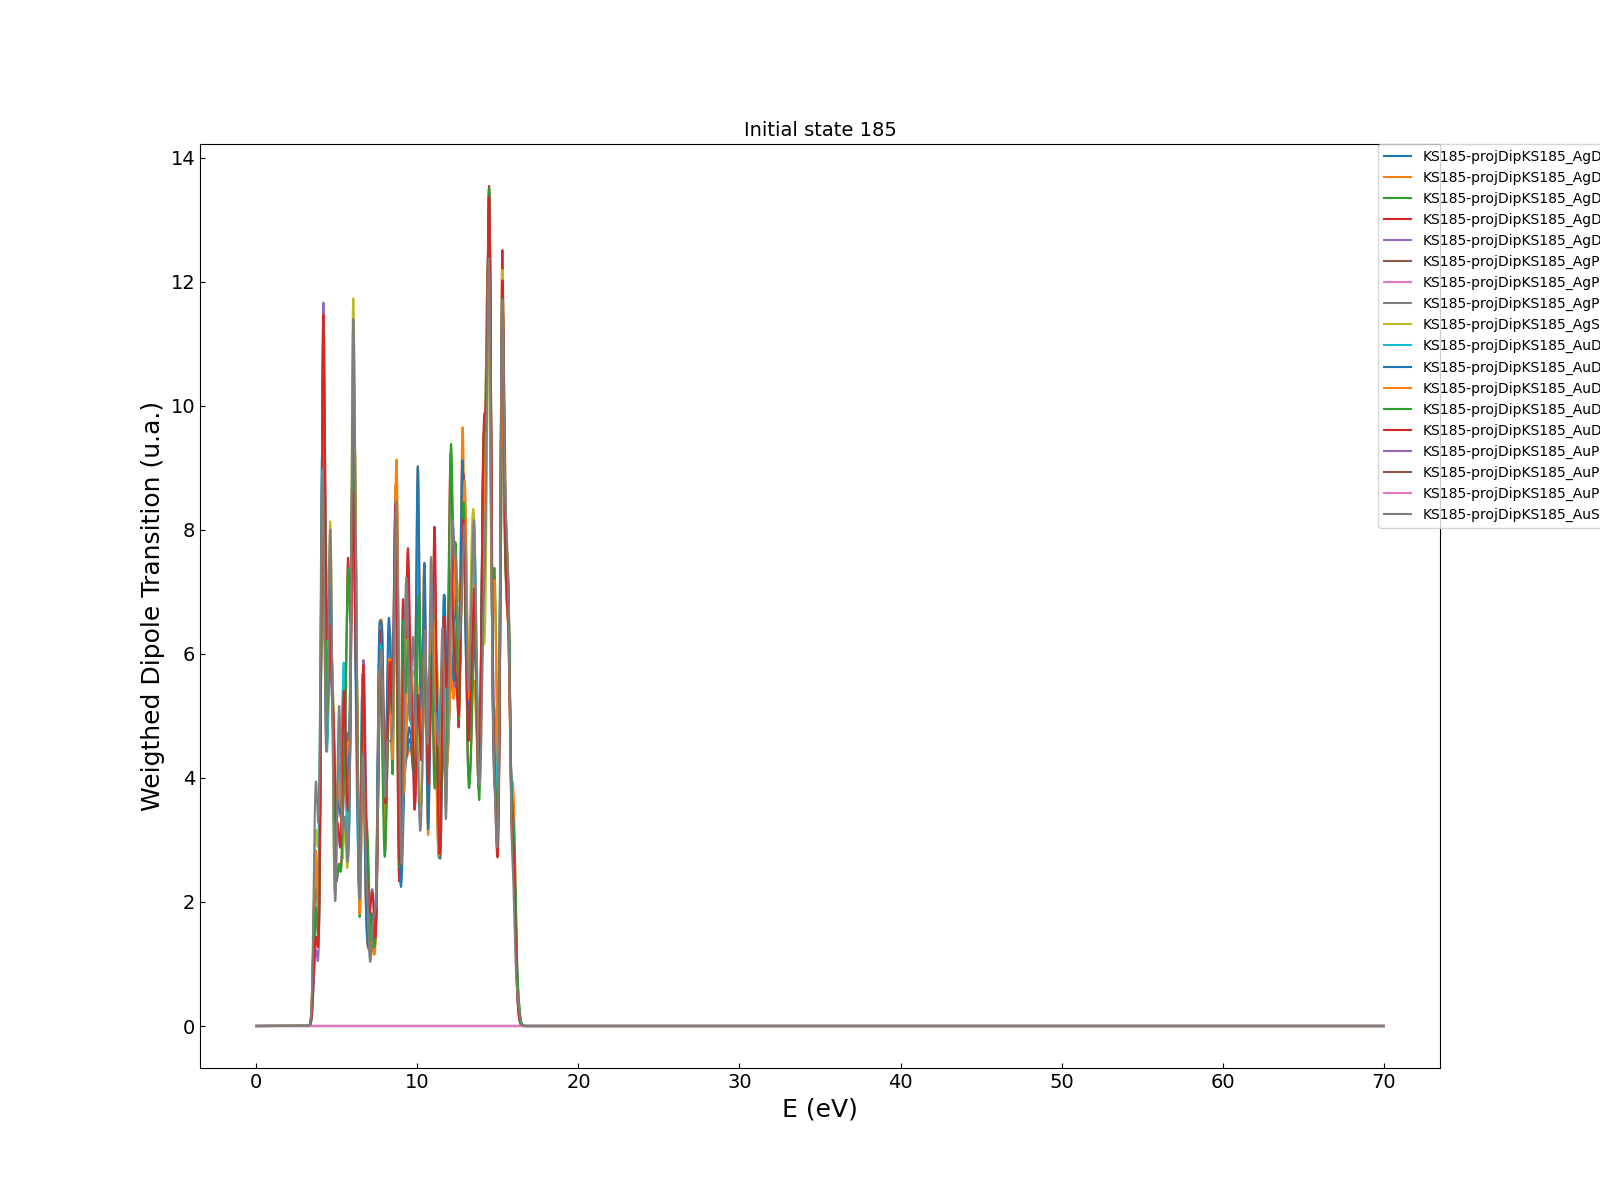 Initial state 185
Weigthed Dipole Transition (u.a.)
14
12
10
8
6
4
2
0
0 10 20 30 40 50 60 70
E (eV)
KS185-projDipKS185_AgD
KS185-projDipKS185_AgD
KS185-projDipKS185_AgD
KS185-projDipKS185_AgD
KS185-projDipKS185_AgD
KS185-projDipKS185_AgP
KS185-projDipKS185_AgP
KS185-projDipKS185_AgP
KS185-projDipKS185_AgS
KS185-projDipKS185_AuD
KS185-projDipKS185_AuD
KS185-projDipKS185_AuD
KS185-projDipKS185_AuD
KS185-projDipKS185_AuD
KS185-projDipKS185_AuP
KS185-projDipKS185_AuP
KS185-projDipKS185_AuP
KS185-projDipKS185_AuS